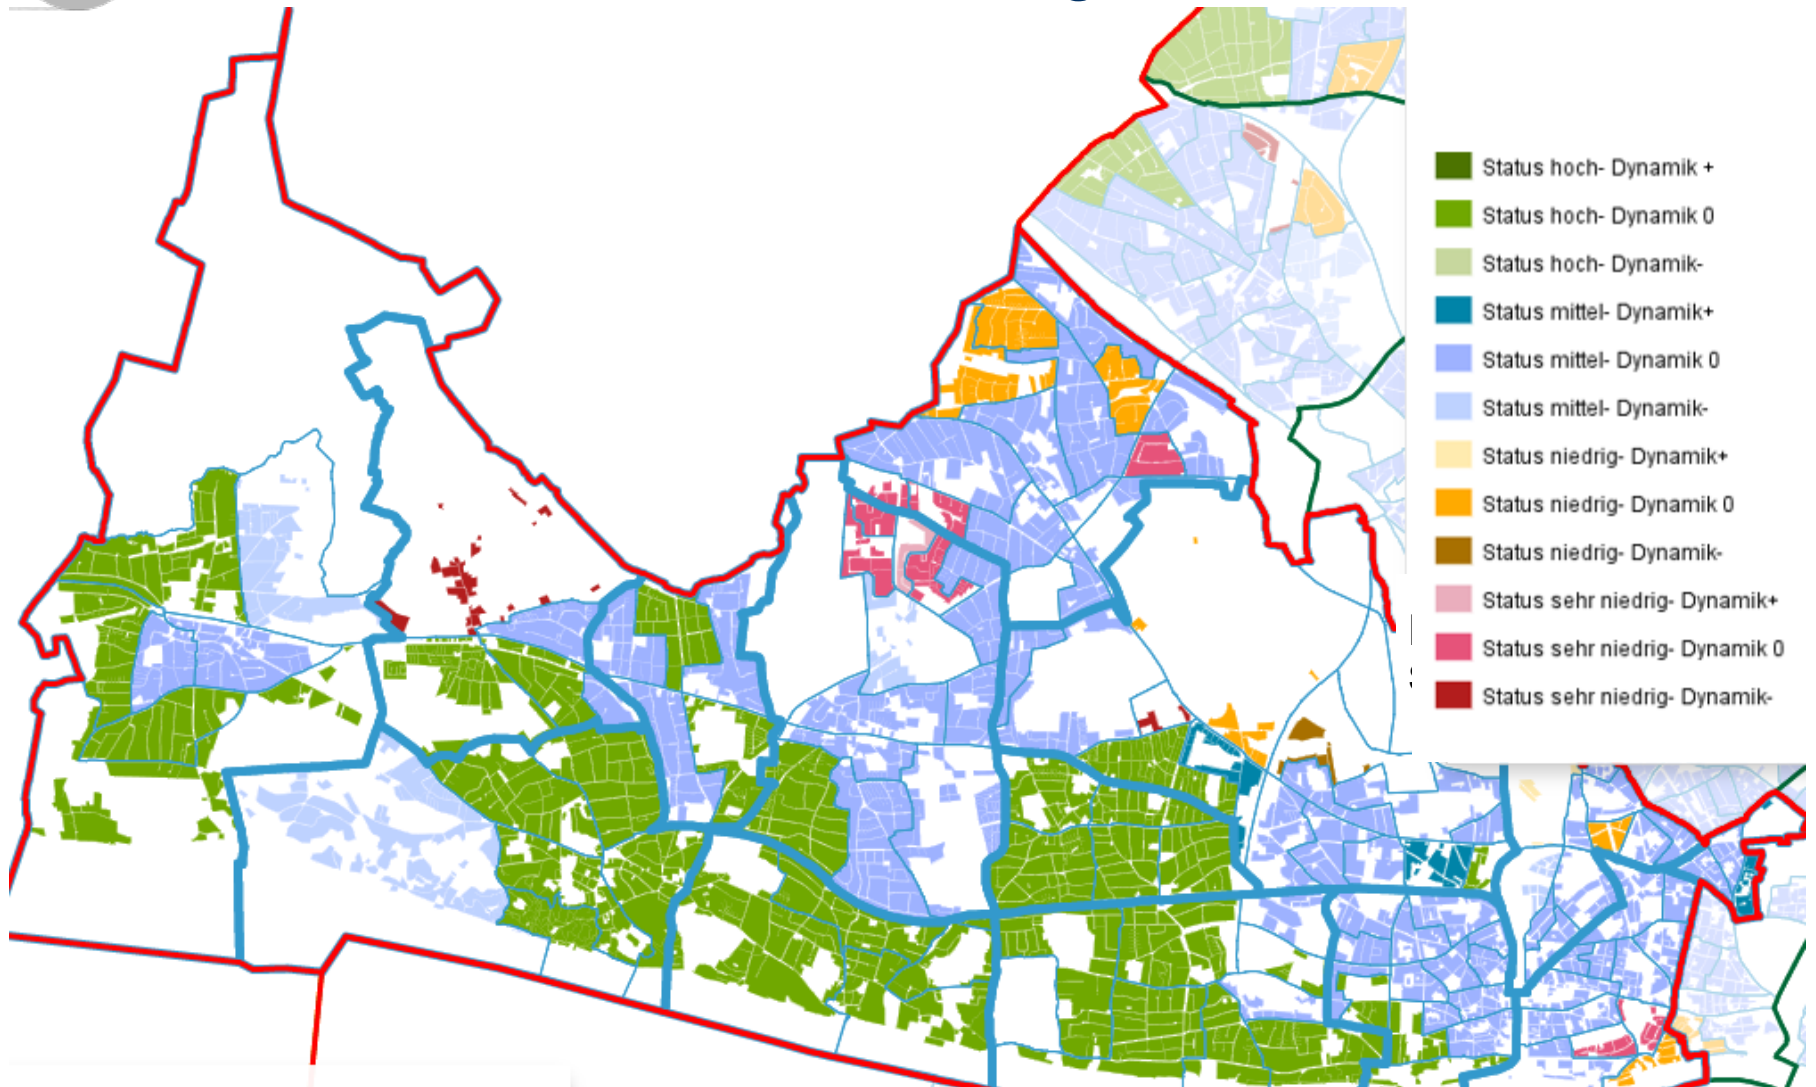 Status hoch- Dynamik +
Status hoch- Dynamik 0
Status hoch- Dynamik-
Status mittel- Dynamik+
Status mittel- Dynamik 0
Status mittel- Dynamik-
Status niedrig- Dynamik+
Status niedrig- Dynamik 0
Status niedrig- Dynamik-
Status sehr niedrig- Dynamik+
Status sehr niedrig- Dynamik 0
Status sehr niedrig- Dynamik-